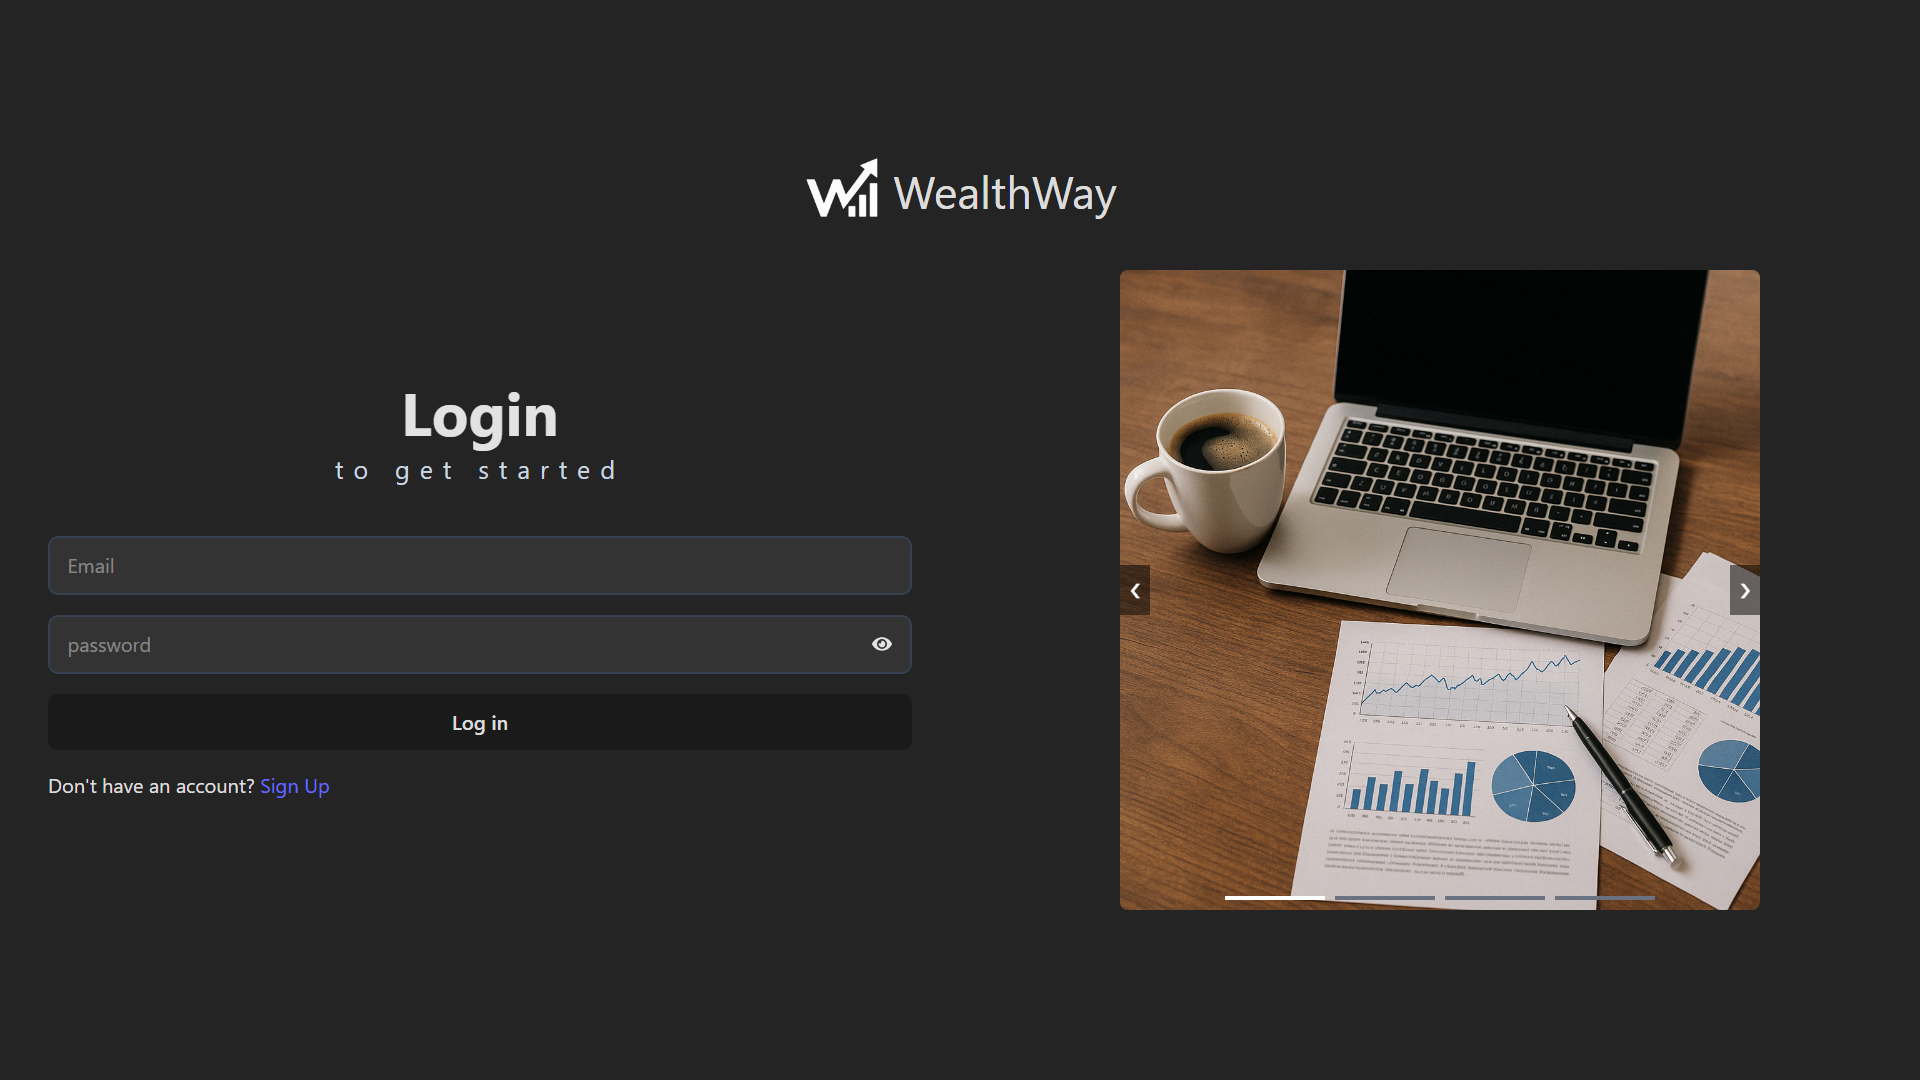 WealthWay
Login
to get started
Email
password
Log in
Don't have an account? Sign Up